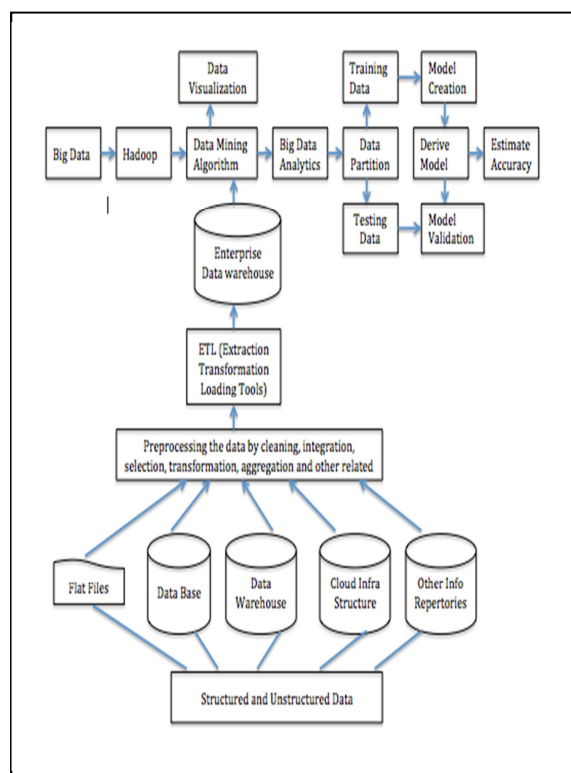 Data
Visualization
Training
Data
Model
Creation
Big Data
Hadoop
Data Mining
Algorithm
Big Data
Analytics
Data
Partition
Derive
Model
Estimate
Accuracy
Testing
Data
Model
Validation
Enterprise
Data warehouse
ETL (Extraction
Transformation
Loading Tools)
Preprocessing the data by cleaning, integration,
selection, transformation, aggregation and other related
Flat Files
Data Base
Data
Warehouse
Cloud Infra
Structure
Other Info
Repertories
Structured and Unstructured Data